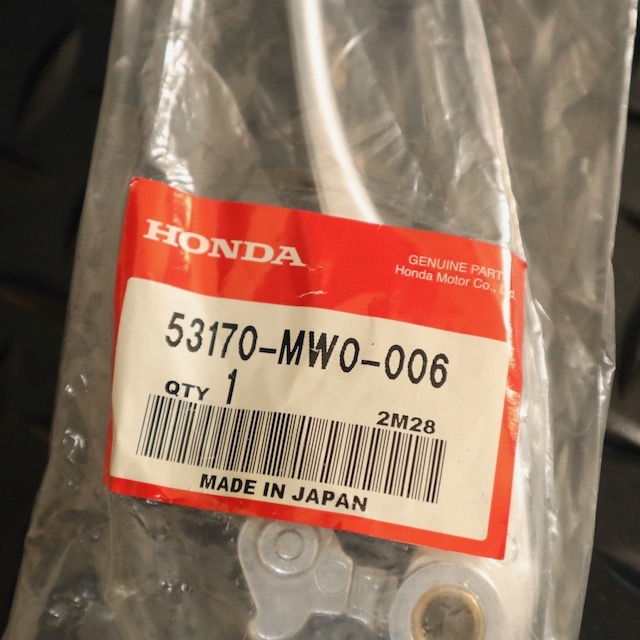 HONDA
GENUINE PARTS
Honda Motor Co., Ltd.
53170-MW0-006
QTY 1
2M28
MADE IN JAPAN